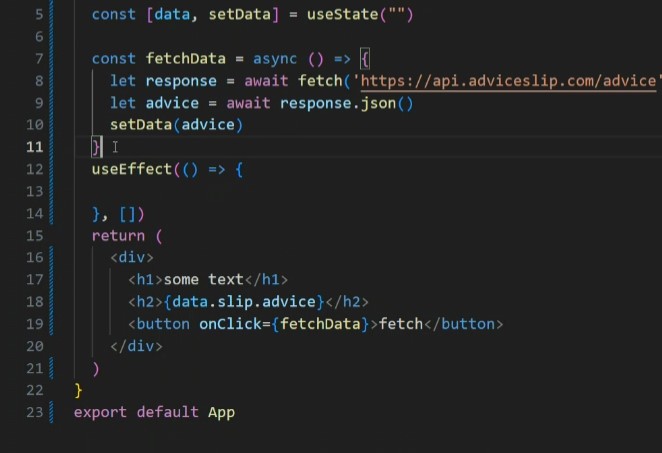 5 const [data, setData] = useState("")
6
7 const fetchData = async () => {
8 let response = await fetch('https://api.adviceslip.com/advice'
9 let advice = await response.json()
10 setData(advice)
11 }
12 useEffect(() => {
13
14 }, [])
15 return (
16 <div>
17 <h1>some text</h1>
18 <h2>{data.slip.advice}</h2>
19 <button onClick={fetchData}>fetch</button>
20 </div>
21 )
22 }
23 export default App